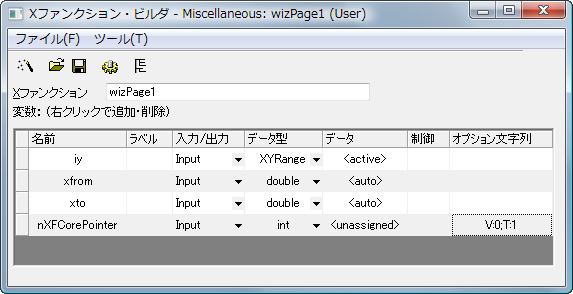 Xファンクション・ビルダ - Miscellaneous: wizPage1 (User)
ファイル(F) ツール(T)
Xファンクション wizPage1
変数: (右クリックで追加・削除)
名前 ラベル 入力/出力 データ型 データ 制御 オプション文字列
iy Input XYRange <active>
xfrom Input double <auto>
xto Input double <auto>
nXFCorePointer Input int <unassigned> V:0;T:1